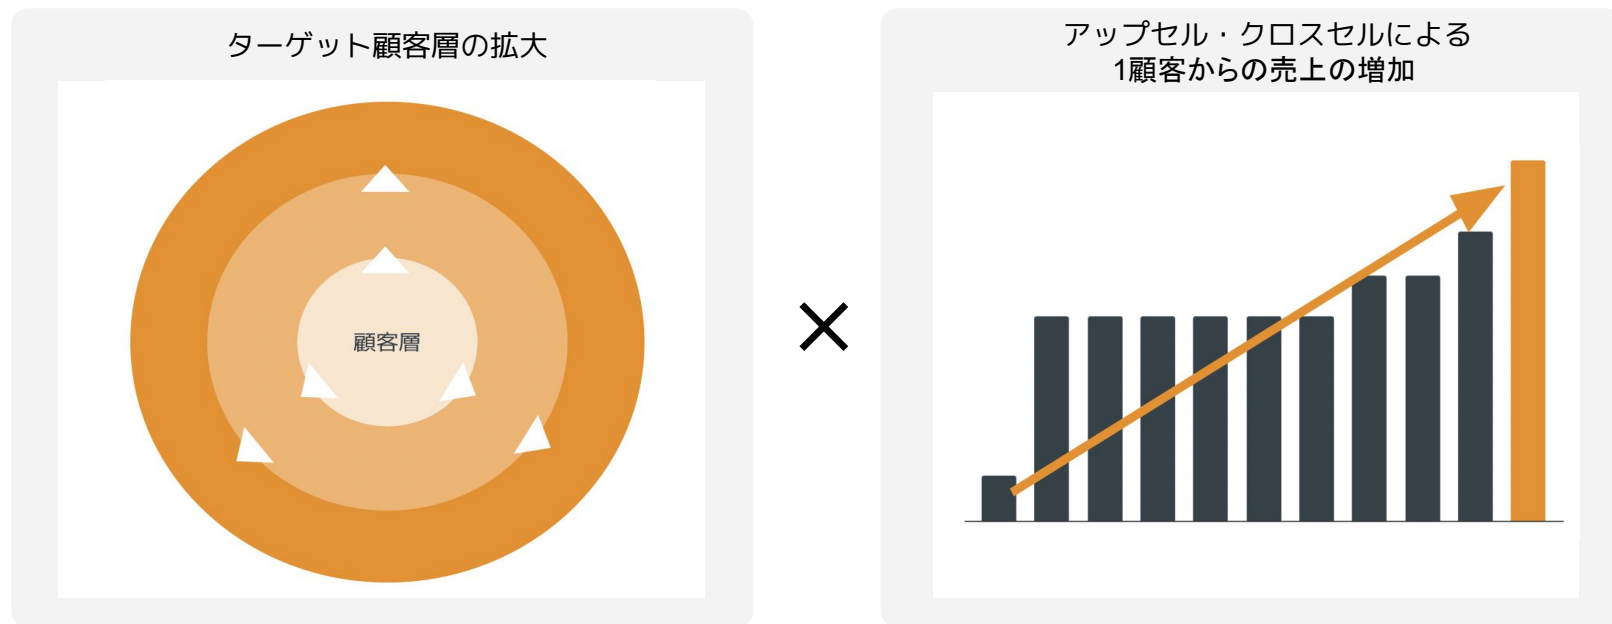 ターゲット顧客層の拡大
顧客層
×
アップセル・クロスセルによる
1顧客からの売上の増加